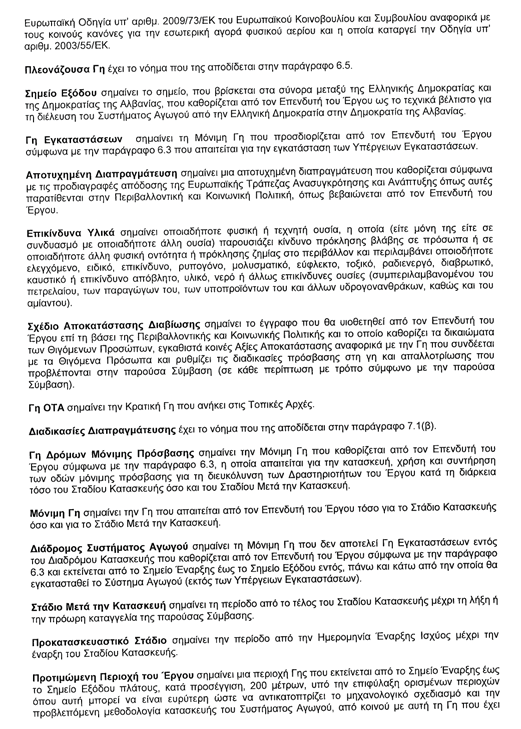 Ευρωπαϊκή Οδηγία υπ' αριθμ. 2009/73/ΕΚ του Ευρωπαϊκού Κοινοβουλίου και Συμβουλίου αναφορικά με
τους κοινούς κανόνες για την εσωτερική αγορά φυσικού αερίου και η οποία καταργεί την Οδηγία υπ'
αριθμ. 2003/55/ΕΚ.
Πλεονάζουσα Γη έχει το νόημα που της αποδίδεται στην παράγραφο 6.5.
Σημείο Εξόδου σημαίνει το σημείο, που βρίσκεται στα σύνορα μεταξύ της Ελληνικής Δημοκρατίας και
της Δημοκρατίας της Αλβανίας, που καθορίζεται από τον Επενδυτή του Έργου ως το τεχνικά βέλτιστο για
τη διέλευση του Συστήματος Αγωγού από την Ελληνική Δημοκρατία στην Δημοκρατία της Αλβανίας.
Γη Εγκαταστάσεων σημαίνει τη Μόνιμη Γη που προσδιορίζεται από τον Επενδυτή του Έργου
σύμφωνα με την παράγραφο 6.3 που απαιτείται για την εγκατάσταση των Υπέργειων Εγκαταστάσεων.
Αποτυχημένη Διαπραγμάτευση σημαίνει μια αποτυχημένη διαπραγμάτευση που καθορίζεται σύμφωνα
με τις προδιαγραφές απόδοσης της Ευρωπαϊκής Τράπεζας Ανασυγκρότησης και Ανάπτυξης όπως αυτές
παρατίθενται στην Περιβαλλοντική και Κοινωνική Πολιτική, όπως βεβαιώνεται από τον Επενδυτή του
Έργου.
Επικίνδυνα Υλικά σημαίνει οποιαδήποτε φυσική ή τεχνητή ουσία, η οποία (είτε μόνη της είτε σε
συνδυασμό με οποιαδήποτε άλλη ουσία) παρουσιάζει κίνδυνο πρόκλησης βλάβης σε πρόσωπα ή σε
οποιαδήποτε άλλη φυσική οντότητα ή πρόκλησης ζημίας στο περιβάλλον και περιλαμβάνει οποιοδήποτε
ελεγχόμενο, ειδικό, επικίνδυνο, ρυπογόνο, μολυσματικό, εύφλεκτο, τοξικό, ραδιενεργό, διαβρωτικό,
καυστικό ή επικίνδυνο απόβλητο, υλικό, νερό ή άλλως επικίνδυνες ουσίες (συμπεριλαμβανομένου του
πετρελαίου, των παραγώγων του, των υποπροϊόντων του και άλλων υδρογονανθράκων, καθώς και του
αμίαντου).
Σχέδιο Αποκατάστασης Διαβίωσης σημαίνει το έγγραφο που θα υιοθετηθεί από τον Επενδυτή του
Έργου επί τη βάσει της Περιβαλλοντικής και Κοινωνικής Πολιτικής και το οποίο καθορίζει τα δικαιώματα
των Θιγόμενων Προσώπων, εγκαθιστά κοινές Αξίες Αποκατάστασης αναφορικά με την Γη που συνδέεται
με τα Θιγόμενα Πρόσωπα και ρυθμίζει τις διαδικασίες πρόσβασης στη γη και απαλλοτρίωσης που
προβλέπονται στην παρούσα Σύμβαση (σε κάθε περίπτωση με τρόπο σύμφωνο με την παρούσα
Σύμβαση).
Γη ΟΤΑ σημαίνει την Κρατική Γη που ανήκει στις Τοπικές Αρχές.
Διαδικασίες Διαπραγμάτευσης έχει το νόημα που της αποδίδεται στην παράγραφο 7.1(β).
Γη Δρόμων Μόνιμης Πρόσβασης σημαίνει την Μόνιμη Γη που καθορίζεται από τον Επενδυτή του
Έργου σύμφωνα με την παράγραφο 6.3, η οποία απαιτείται για την κατασκευή, χρήση και συντήρηση
των οδών μόνιμης πρόσβασης για τη διευκόλυνση των Δραστηριοτήτων του Έργου κατά τη διάρκεια
τόσο του Σταδίου Κατασκευής όσο και του Σταδίου Μετά την Κατασκευή.
Μόνιμη Γη σημαίνει την Γη που απαιτείται από τον Επενδυτή του Έργου τόσο για το Στάδιο Κατασκευής
όσο και για το Στάδιο Μετά την Κατασκευή.
Διάδρομος Συστήματος Αγωγού σημαίνει τη Μόνιμη Γη που δεν αποτελεί Γη Εγκαταστάσεων εντός
του Διαδρόμου Κατασκευής που καθορίζεται από τον Επενδυτή του Έργου σύμφωνα με την παράγραφο
6.3 και εκτείνεται από το Σημείο Έναρξης έως το Σημείο Εξόδου εντός, πάνω και κάτω από την οποία θα
εγκατασταθεί το Σύστημα Αγωγού (εκτός των Υπέργειων Εγκαταστάσεων).
Στάδιο Μετά την Κατασκευή σημαίνει τη περίοδο από το τέλος του Σταδίου Κατασκευής μέχρι τη λήξη ή
την πρόωρη καταγγελία της παρούσας Σύμβασης.
Προκατασκευαστικό Στάδιο σημαίνει την περίοδο από την Ημερομηνία Έναρξης Ισχύος μέχρι την
έναρξη του Σταδίου Κατασκευής.
Προτιμώμενη Περιοχή του Έργου σημαίνει μια περιοχή Γης που εκτείνεται από το Σημείο Έναρξης έως
το Σημείο Εξόδου πλάτους, κατά προσέγγιση, 200 μέτρων, υπό την επιφύλαξη ορισμένων περιοχών
όπου αυτή μπορεί να είναι ευρύτερη ώστε να αντικατοπτρίζει το μηχανολογικό σχεδιασμό και την
προβλεπόμενη μεθοδολογία κατασκευής του Συστήματος Αγωγού, από κοινού με αυτή τη Γη που έχει